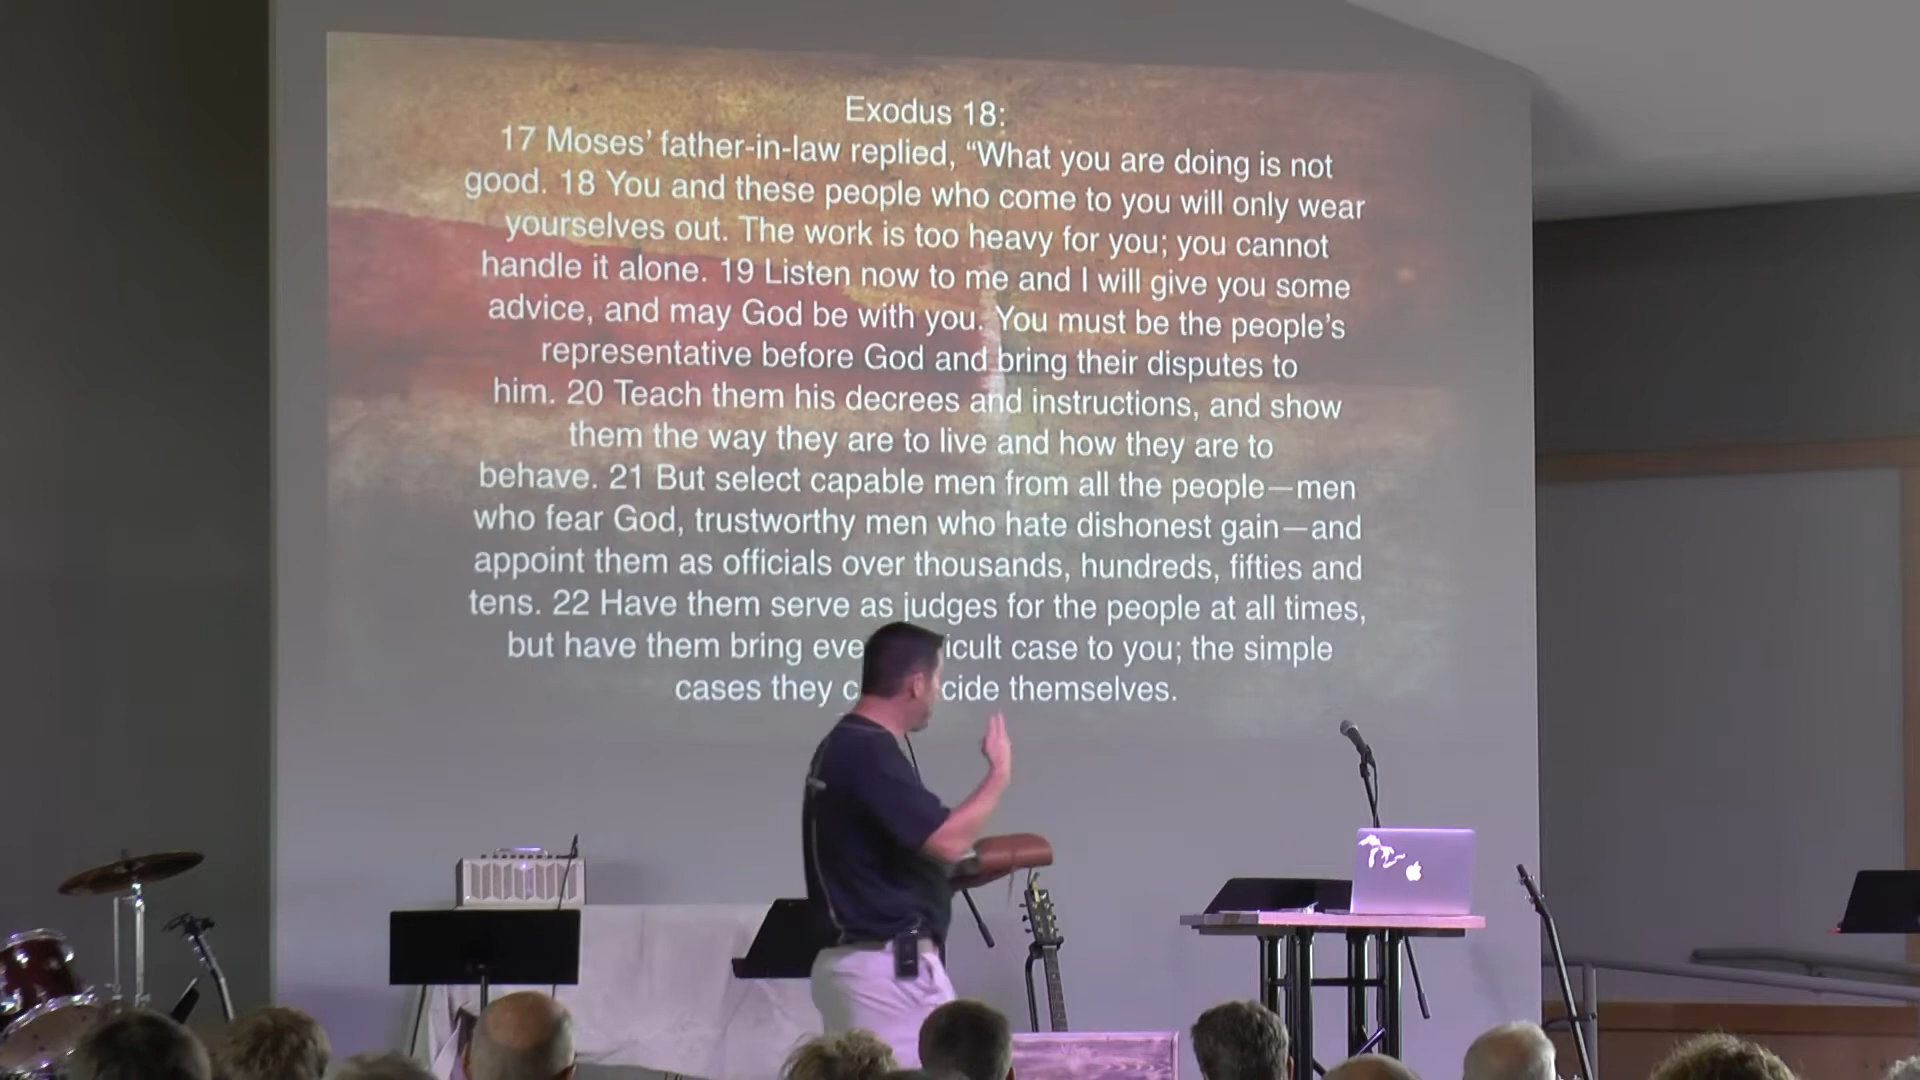 Exodus 18:
17 Moses’ father-in-law replied, “What you are doing is not
good. 18 You and these people who come to you will only wear
yourselves out. The work is too heavy for you; you cannot
handle it alone. 19 Listen now to me and I will give you some
advice, and may God be with you. You must be the people’s
representative before God and bring their disputes to
him. 20 Teach them his decrees and instructions, and show
them the way they are to live and how they are to
behave. 21 But select capable men from all the people—men
who fear God, trustworthy men who hate dishonest gain—and
appoint them as officials over thousands, hundreds, fifties and
tens. 22 Have them serve as judges for the people at all times,
but have them bring case to you; the simple
cases they themselves.